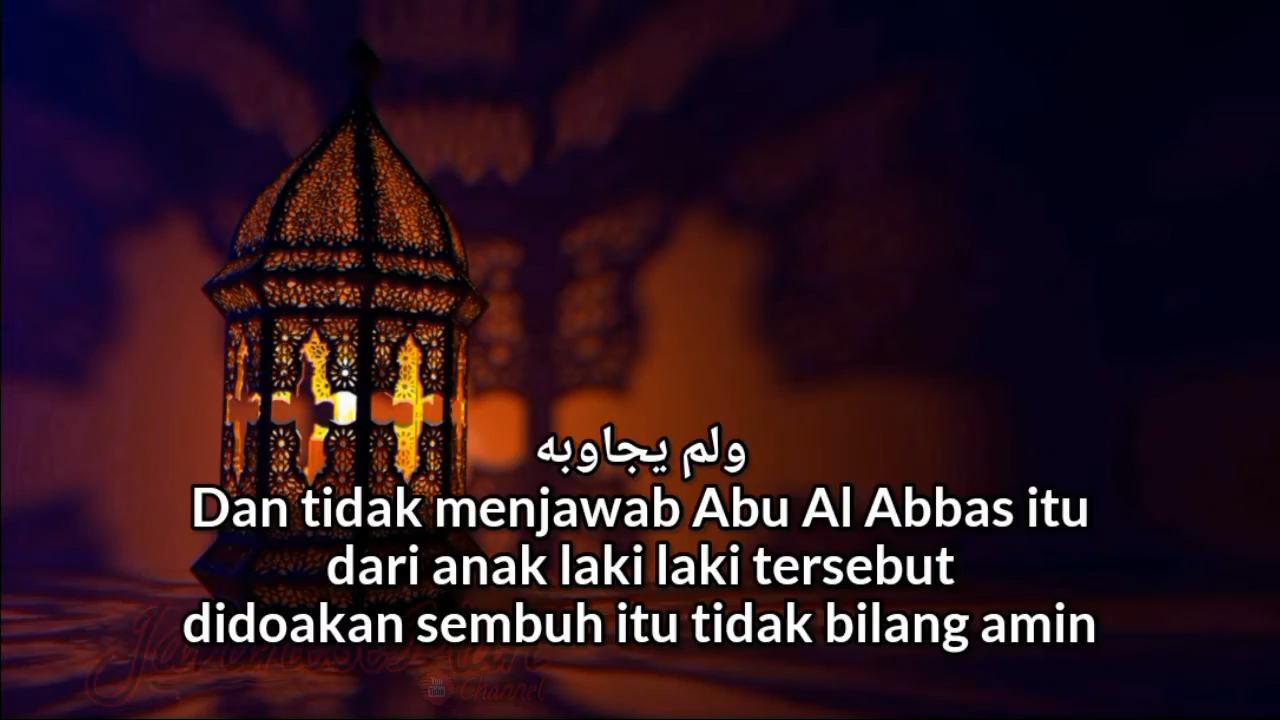 ولم يجاوبه
Dan tidak menjawab Abu Al Abbas itu
dari anak laki laki tersebut
didoakan sembuh itu tidak bilang amin
Channel